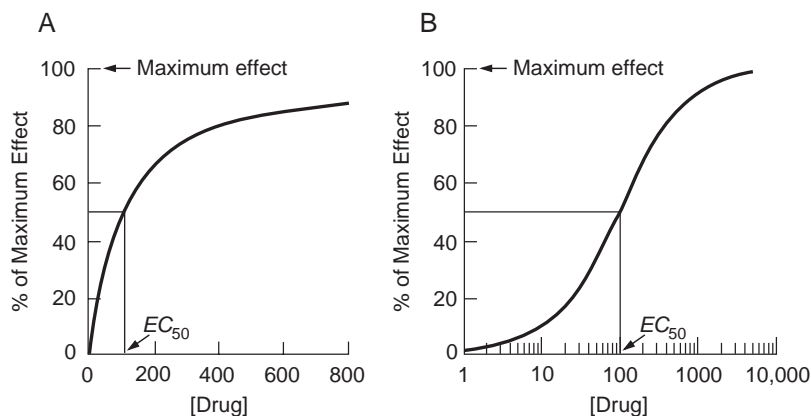 A
100
Maximum effect
80
60
40
20
0
% of Maximum Effect
EC50
0 200 400 600 800
[Drug]
B
100
Maximum effect
80
60
40
20
0
% of Maximum Effect
EC50
1 10 100 1000 10,000
[Drug]